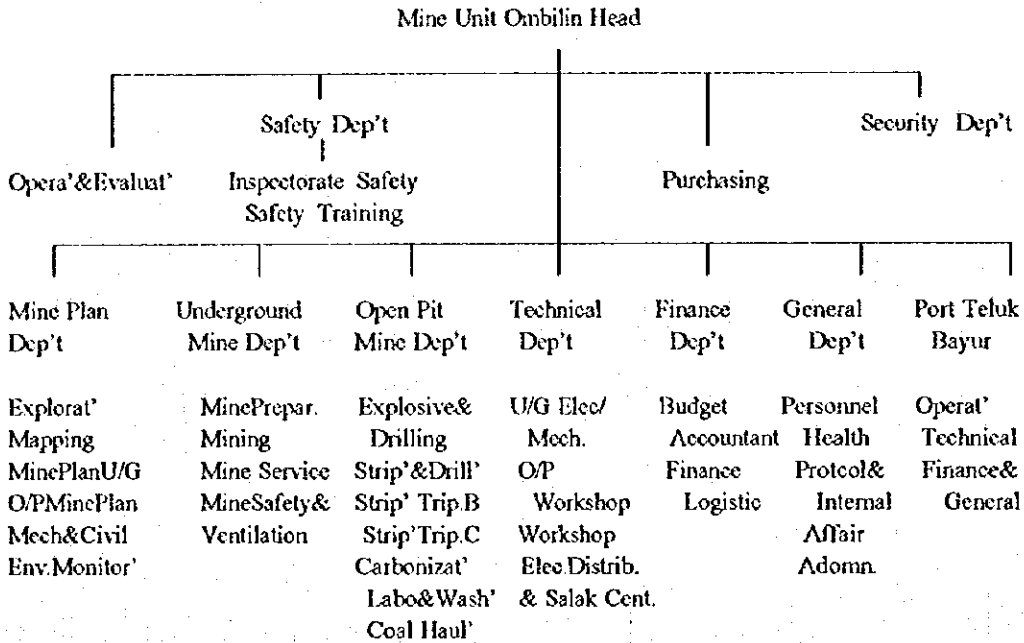 Mine Unit Ombilin Head
Safety Dep't
Security Dep't
Opera'&Evaluat'
Inspectorate Safety
Safety Training
Purchasing
Mine Plan
Dep't
Underground
Mine Dep't
Open Pit
Mine Dep't
Technical
Dep't
Finance
Dep't
General
Dep't
Port Teluk
Bayur
Explorat'
Mapping
MinePlanU/G
O/PMinePlan
Mech&Civil
Env.Monitor'
MinePrepar.
Mining
Mine Service
MineSafety&
Ventilation
Explosive&
Drilling
Strip'&Drill'
Strip' Trip.B
Strip'Trip.C
Carbonizat'
Labo&Wash'
Coal Haul'
U/G Elec/
Mech.
O/P
Workshop
Workshop
Elec.Distrib.
& Salak Cent.
Budget
Accountant
Finance
Logistic
Personnel
Health
Protcol&
Internal
Affair
Adomn.
Operat'
Technical
Finance&
General